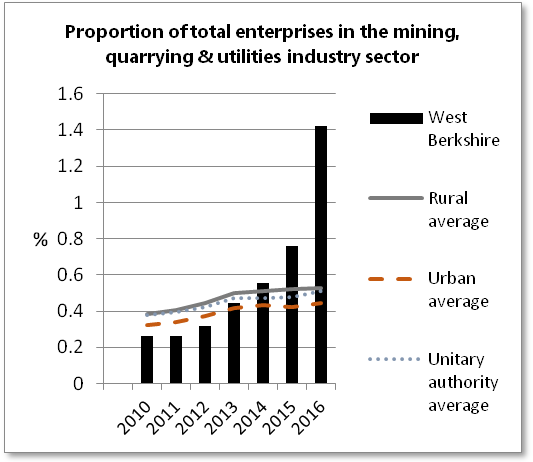 Proportion of total enterprises in the mining,
quarrying & utilities industry sector
1.6
1.4
1.2
1
0.8
0.6
0.4
0.2
0
%
2010
2011
2012
2013
2014
2015
2016
West
Berkshire
Rural
average
Urban
average
Unitary
authority
average